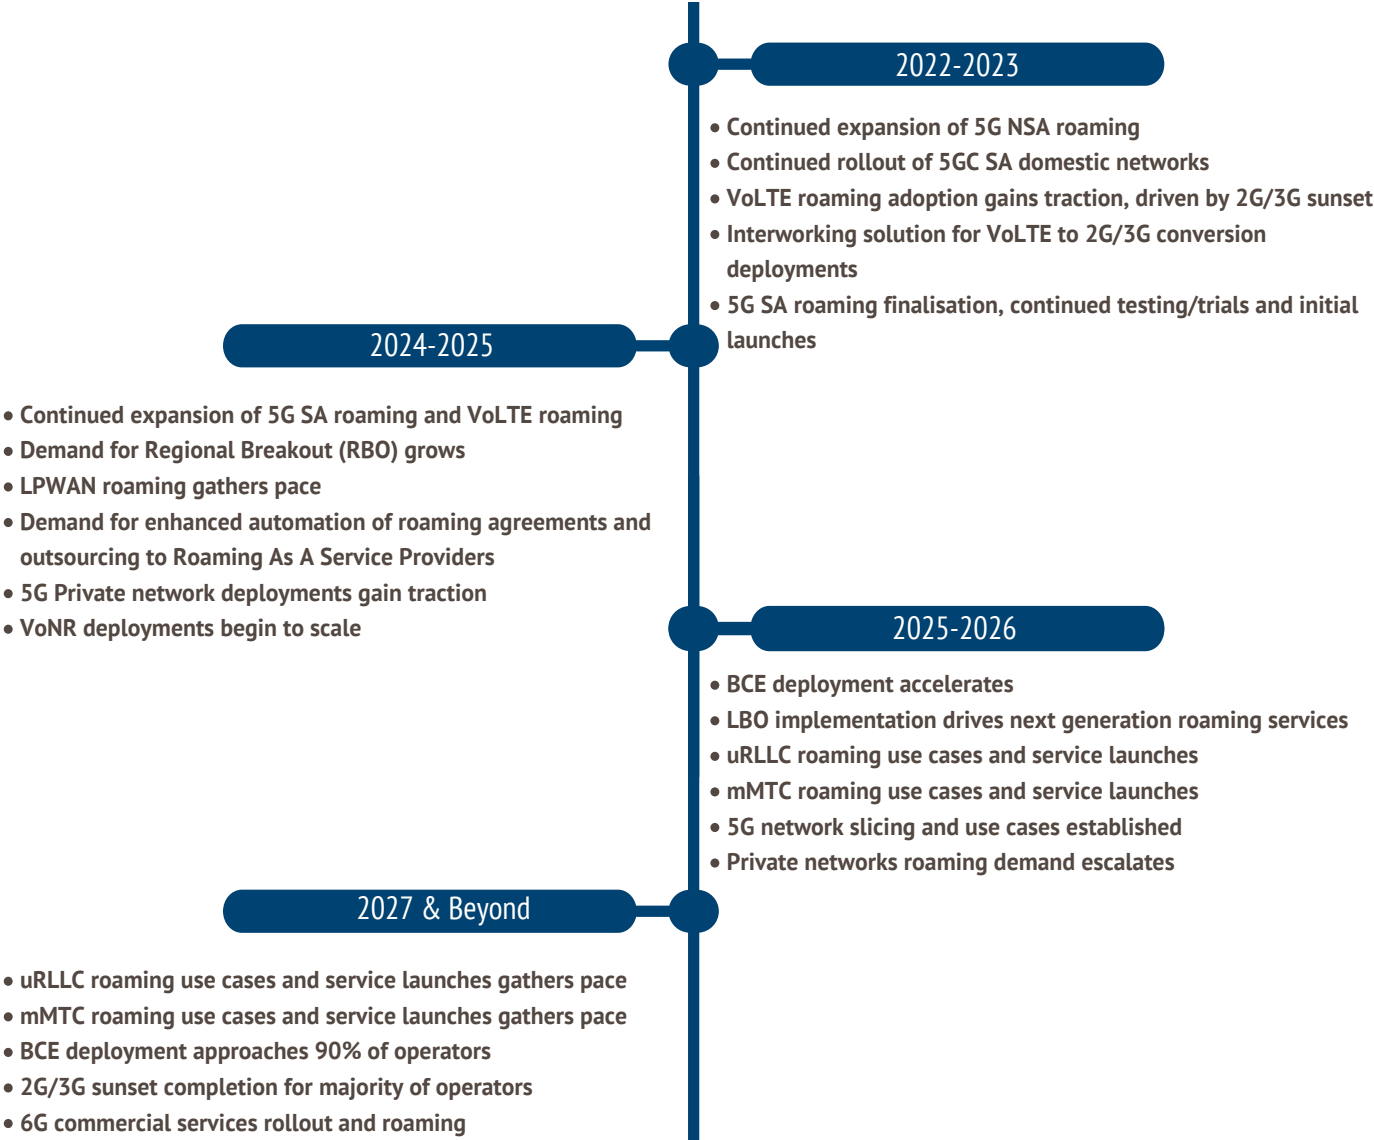 2022-2023
• Continued expansion of 5G NSA roaming
• Continued rollout of 5GC SA domestic networks
• VoLTE roaming adoption gains traction, driven by 2G/3G sunset
• Interworking solution for VoLTE to 2G/3G conversion
deployments
• 5G SA roaming finalisation, continued testing/trials and initial
launches
2024-2025
• Continued expansion of 5G SA roaming and VoLTE roaming
• Demand for Regional Breakout (RBO) grows
• LPWAN roaming gathers pace
• Demand for enhanced automation of roaming agreements and
outsourcing to Roaming As A Service Providers
• 5G Private network deployments gain traction
• VoNR deployments begin to scale
2025-2026
• BCE deployment accelerates
• LBO implementation drives next generation roaming services
• uRLLC roaming use cases and service launches
• mMTC roaming use cases and service launches
• 5G network slicing and use cases established
• Private networks roaming demand escalates
2027 & Beyond
• uRLLC roaming use cases and service launches gathers pace
• mMTC roaming use cases and service launches gathers pace
• BCE deployment approaches 90% of operators
• 2G/3G sunset completion for majority of operators
• 6G commercial services rollout and roaming